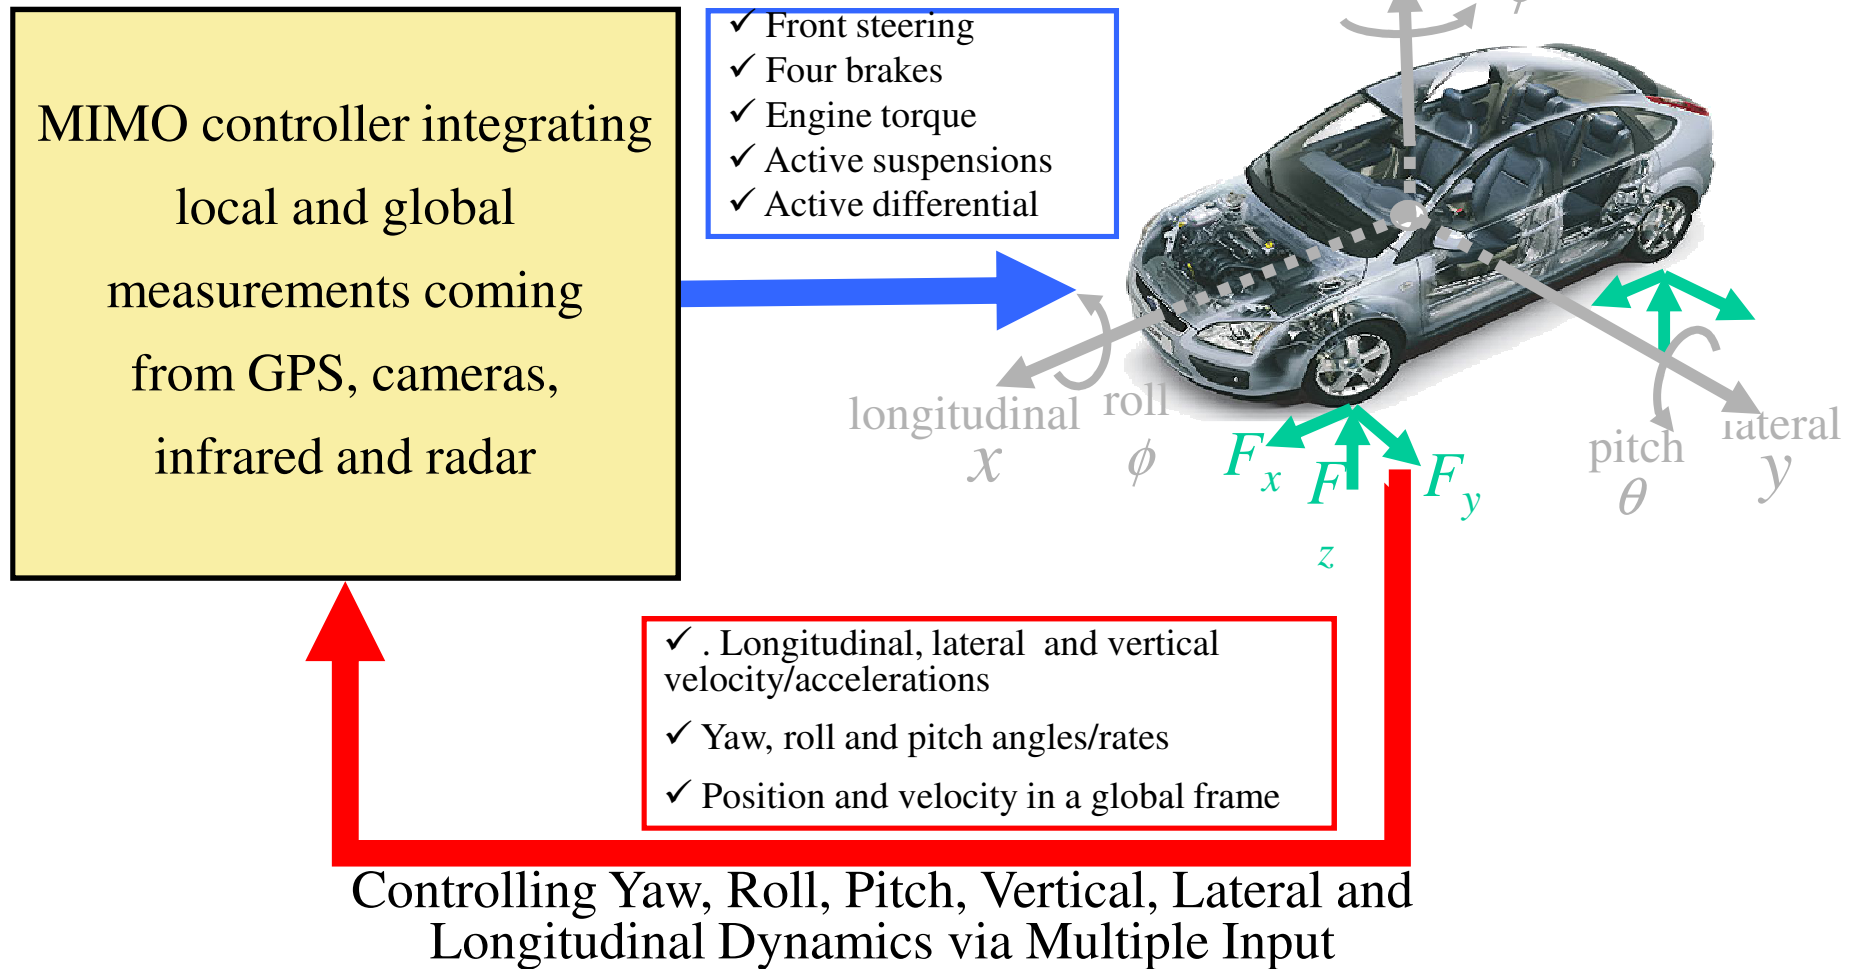 MIMO controller integrating
local and global
measurements coming
from GPS, cameras,
infrared and radar
✓ Front steering
✓ Four brakes
✓ Engine torque
✓ Active suspensions
✓ Active differential
longitudinal
x
roll
ϕ
pitch
θ
lateral
y
F x
F
z
F y
✓ . Longitudinal, lateral and vertical
velocity/accelerations
✓ Yaw, roll and pitch angles/rates
✓ Position and velocity in a global frame
Controlling Yaw, Roll, Pitch, Vertical, Lateral and
Longitudinal Dynamics via Multiple Input